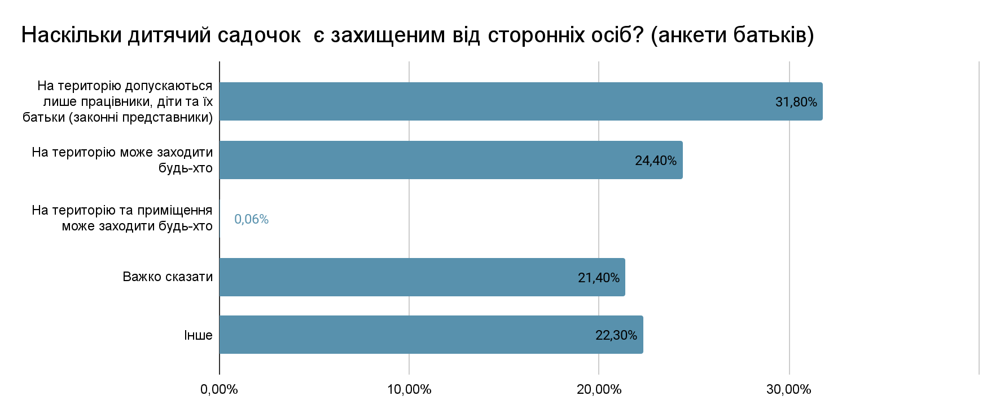 Наскільки дитячий садочок  є захищеним від сторонніх осіб? (анкети батьків)
На територію допускаються
лише працівники, діти та їх
батьки (законні представники)
31,80%
На територію може заходити
будь-хто
24,40%
На територію та приміщення
може заходити будь-хто
0,06%
Важко сказати
21,40%
Інше
22,30%
0,00%
10,00%
20,00%
30,00%